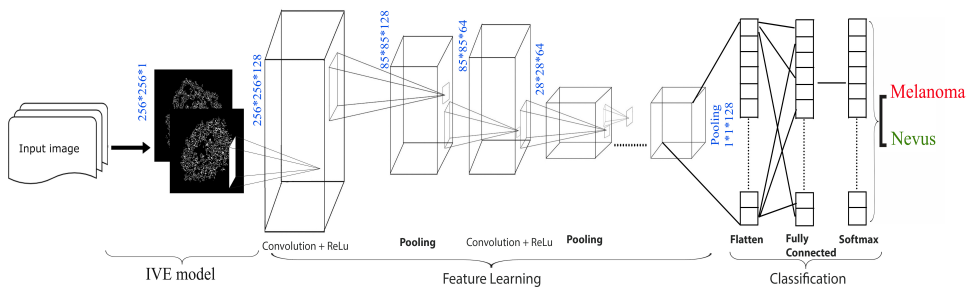 Input image
256*256*1
256*256*128
85*85*128
85*85*64
28*28*64
Pooling
1*1*128
Melanoma
Nevus
Convolution + ReLu
Pooling
Convolution + ReLu
Pooling
Flatten
Fully
Connected
Softmax
IVE model
Feature Learning
Classification